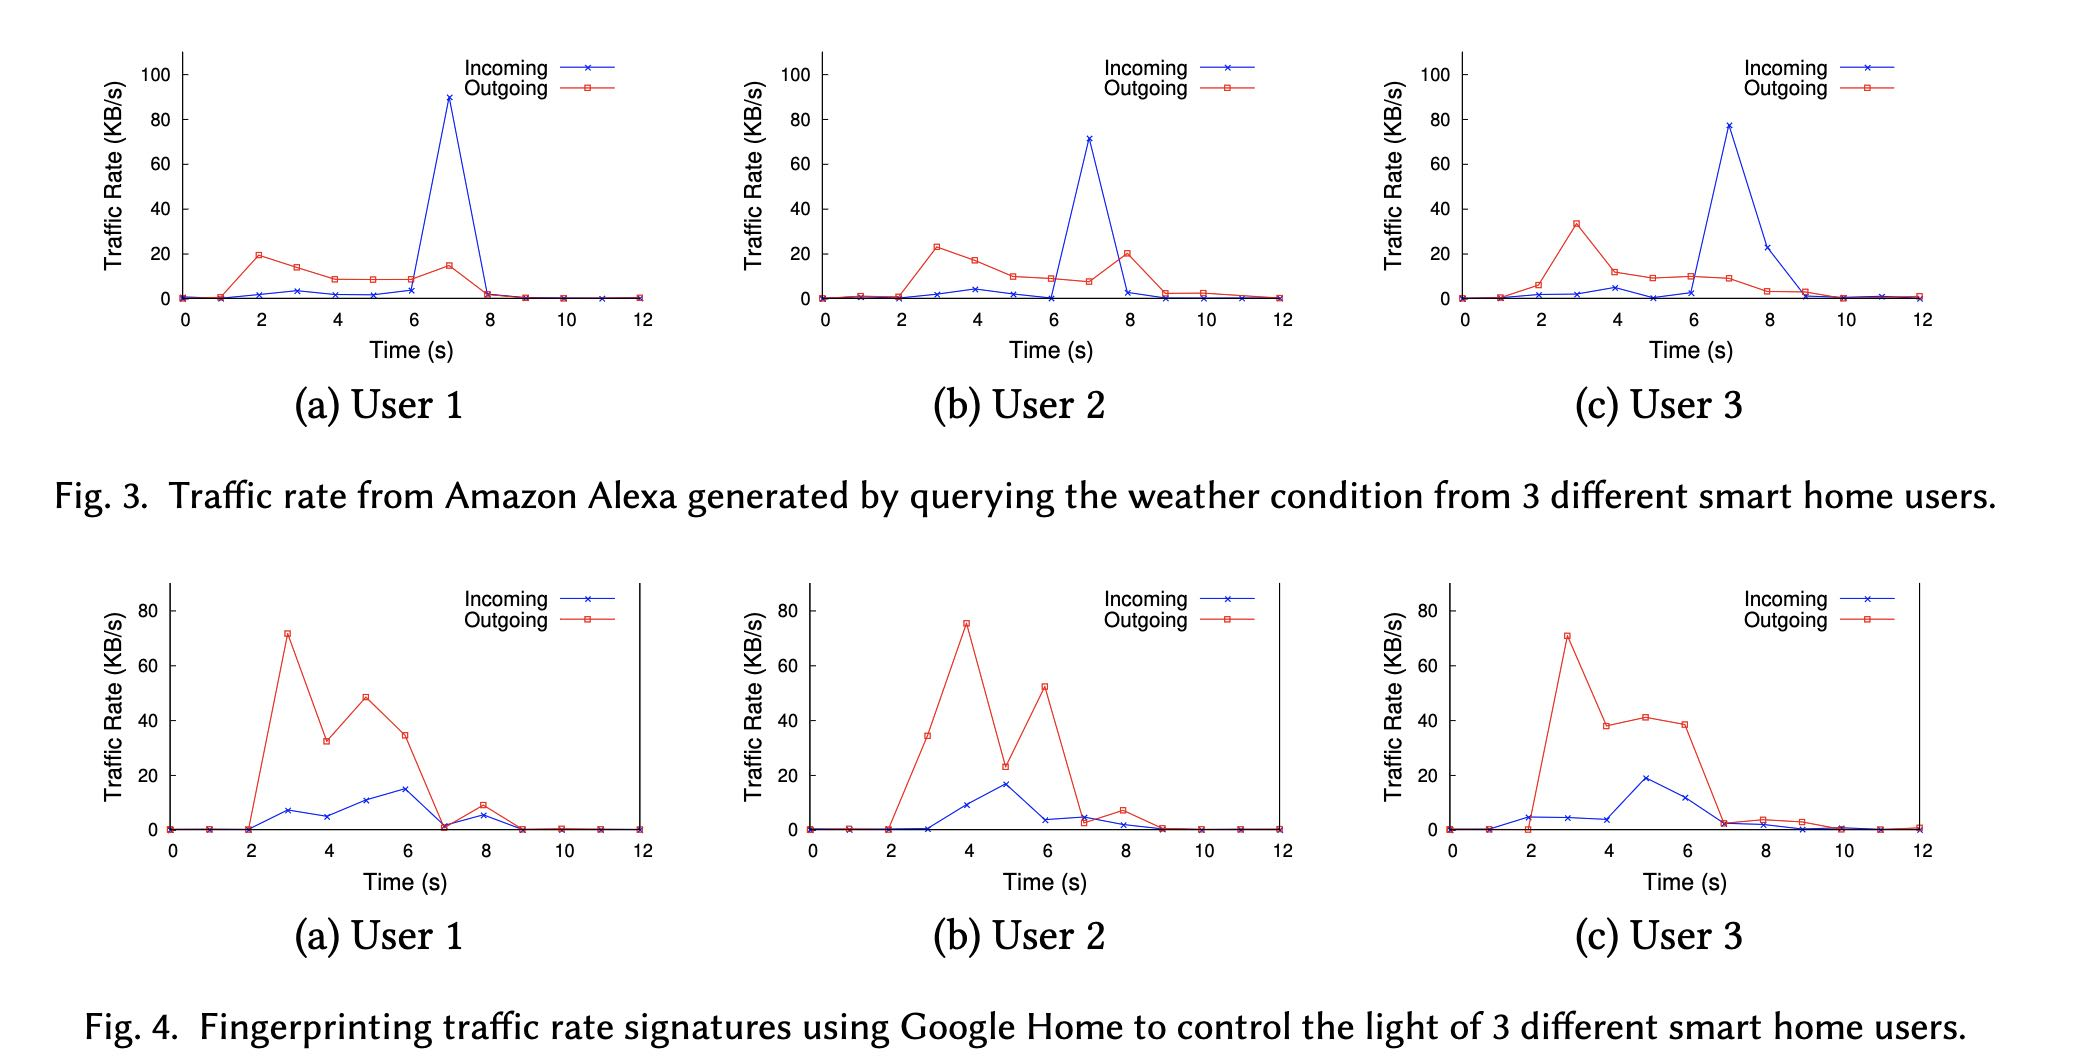 Incoming
Outgoing
Traffic Rate (KB/s)
100
80
60
40
20
0
0 2 4 6 8 10 12
Time (s)
(a) User 1
Incoming
Outgoing
Traffic Rate (KB/s)
100
80
60
40
20
0
0 2 4 6 8 10 12
Time (s)
(b) User 2
Incoming
Outgoing
Traffic Rate (KB/s)
100
80
60
40
20
0
0 2 4 6 8 10 12
Time (s)
(c) User 3
Fig. 3. Traffic rate from Amazon Alexa generated by querying the weather condition from 3 different smart home users.
Incoming
Outgoing
Traffic Rate (KB/s)
80
60
40
20
0
0 2 4 6 8 10 12
Time (s)
(a) User 1
Incoming
Outgoing
Traffic Rate (KB/s)
80
60
40
20
0
0 2 4 6 8 10 12
Time (s)
(b) User 2
Incoming
Outgoing
Traffic Rate (KB/s)
80
60
40
20
0
0 2 4 6 8 10 12
Time (s)
(c) User 3
Fig. 4. Fingerprinting traffic rate signatures using Google Home to control the light of 3 different smart home users.